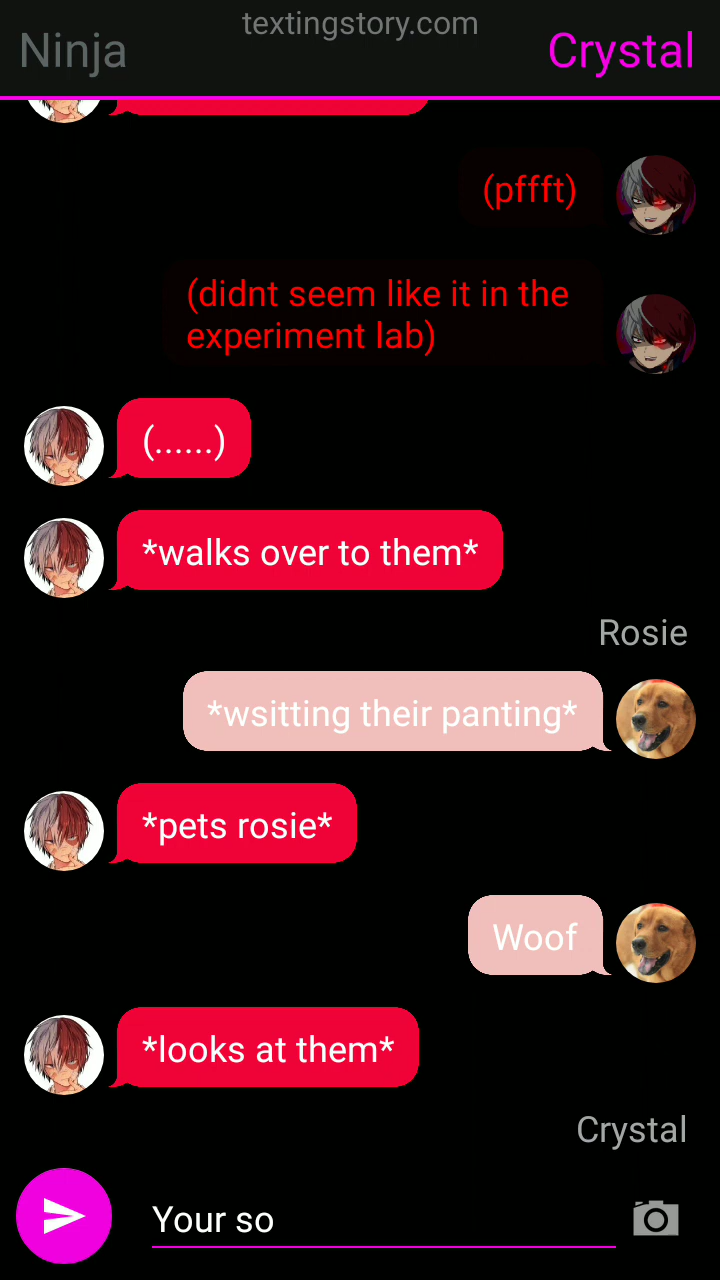 textingstory.com
Ninja
Crystal
(pffft)
(didnt seem like it in the
experiment lab)
(......)
*walks over to them*
Rosie
*wsitting their panting*
*pets rosie*
Woof
*looks at them*
Crystal
Your so